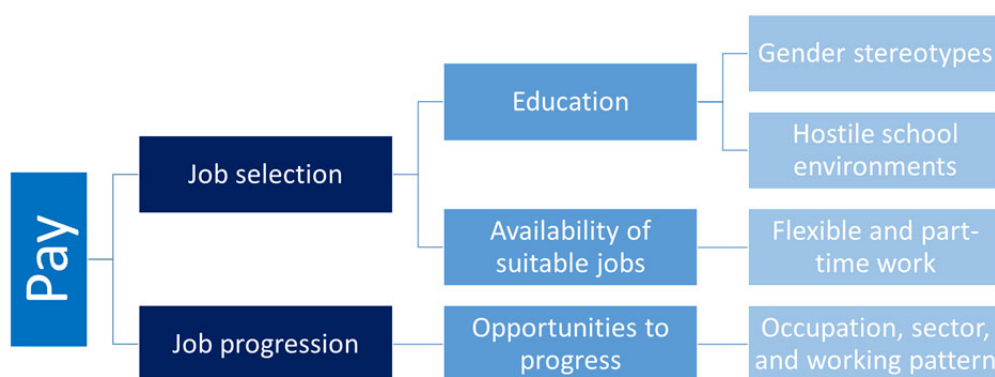 Pay
Job selection
Education
Gender stereotypes
Hostile school
environments
Availability of
suitable jobs
Flexible and part-
time work
Job progression
Opportunities to
progress
Occupation, sector,
and working pattern